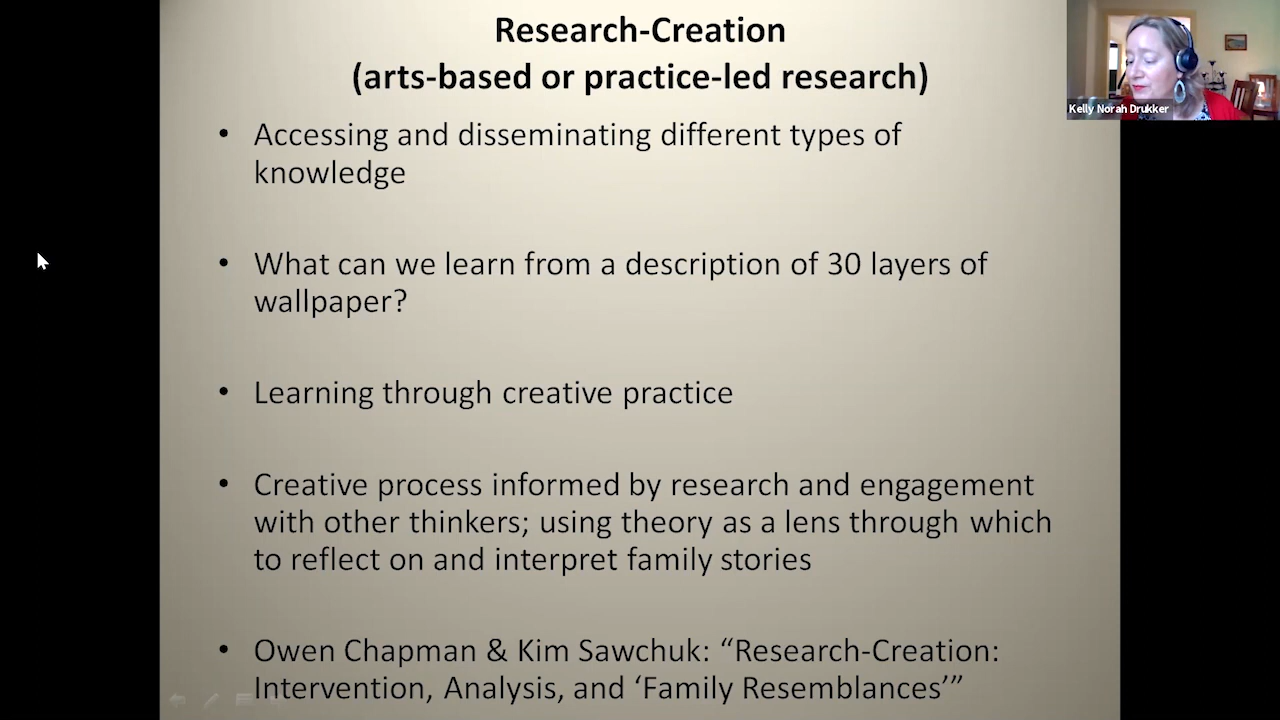 Research-Creation
(arts-based or practice-led research)
Kelly Norah Drukker
• Accessing and disseminating different types of
knowledge
• What can we learn from a description of 30 layers of
wallpaper?
• Learning through creative practice
• Creative process informed by research and engagement
with other thinkers; using theory as a lens through which
to reflect on and interpret family stories
• Owen Chapman & Kim Sawchuk: “Research-Creation:
Intervention, Analysis, and ‘Family Resemblances’”